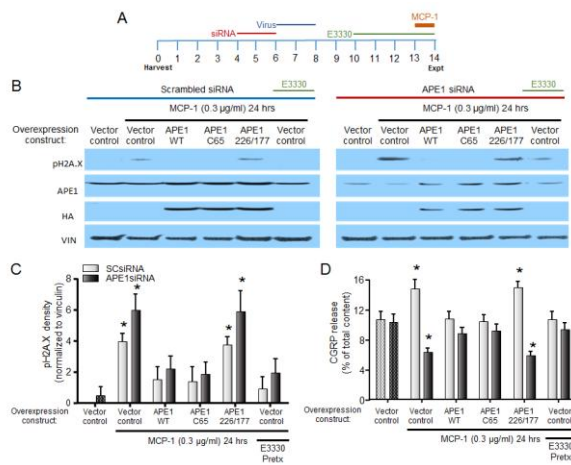 A
Virus
MCP-1
siRNA
E3330
0 1 2 3 4 5 6 7 8 9 10 11 12 13 14
Harvest
Expt
B
E3330
E3330
Scrambled siRNA
APE1 siRNA
MCP-1 (0.3 µg/ml) 24 hrs
MCP-1 (0.3 µg/ml) 24 hrs
Overexpression construct:
Vector control
Vector control
APE1 WT
APE1 C65
APE1 226/177
Vector control
Vector control
Vector control
APE1 WT
APE1 C65
APE1 226/177
Vector control
pH2A.X
APE1
HA
VIN
C
SCsiRNA
APE1siRNA
pH2A.X density
(normalized to vinculin)
8
6
4
2
0
* * * *
Overexpression construct:
Vector control
Vector control
APE1 WT
APE1 C65
APE1 226/177
Vector control
MCP-1 (0.3 µg/ml) 24 hrs
E3330
Pretx
D
CGRP release
(% of total content)
16
12
8
4
0
* * * *
Overexpression construct:
Vector control
Vector control
APE1 WT
APE1 C65
APE1 226/177
Vector control
MCP-1 (0.3 µg/ml) 24 hrs
E3330
Pretx